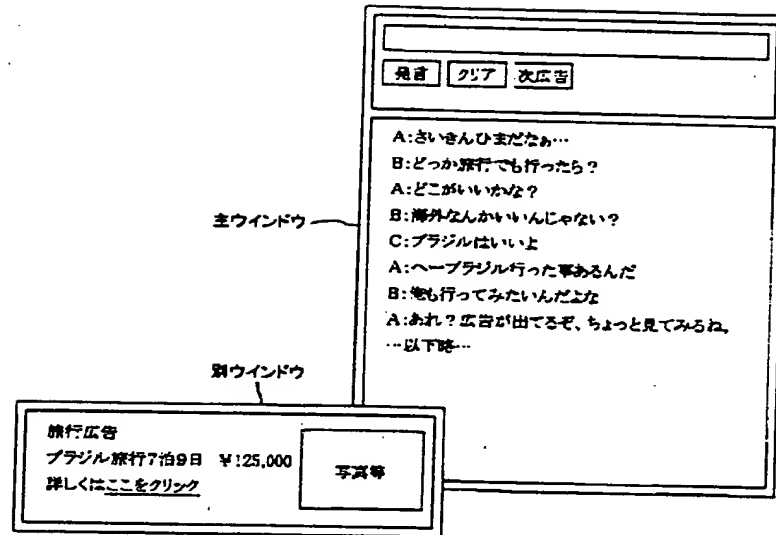 発言 クリア 次広告
A:さいきんひまだなぁ…
B:どっか旅行でも行ったら？
A:どこがいいかな？
B:海外なんかいいんじゃない？
C:ブラジルはいいよ
A:へーブラジル行った事あるんだ
B:俺も行ってみたいんだよな
A:あれ？広告が出てるぞ、ちょっと見てみるね。
…以下略…
主ウインドウ
別ウインドウ
旅行広告
ブラジル旅行7泊9日 ￥125,000
詳しくはここをクリック
写真等